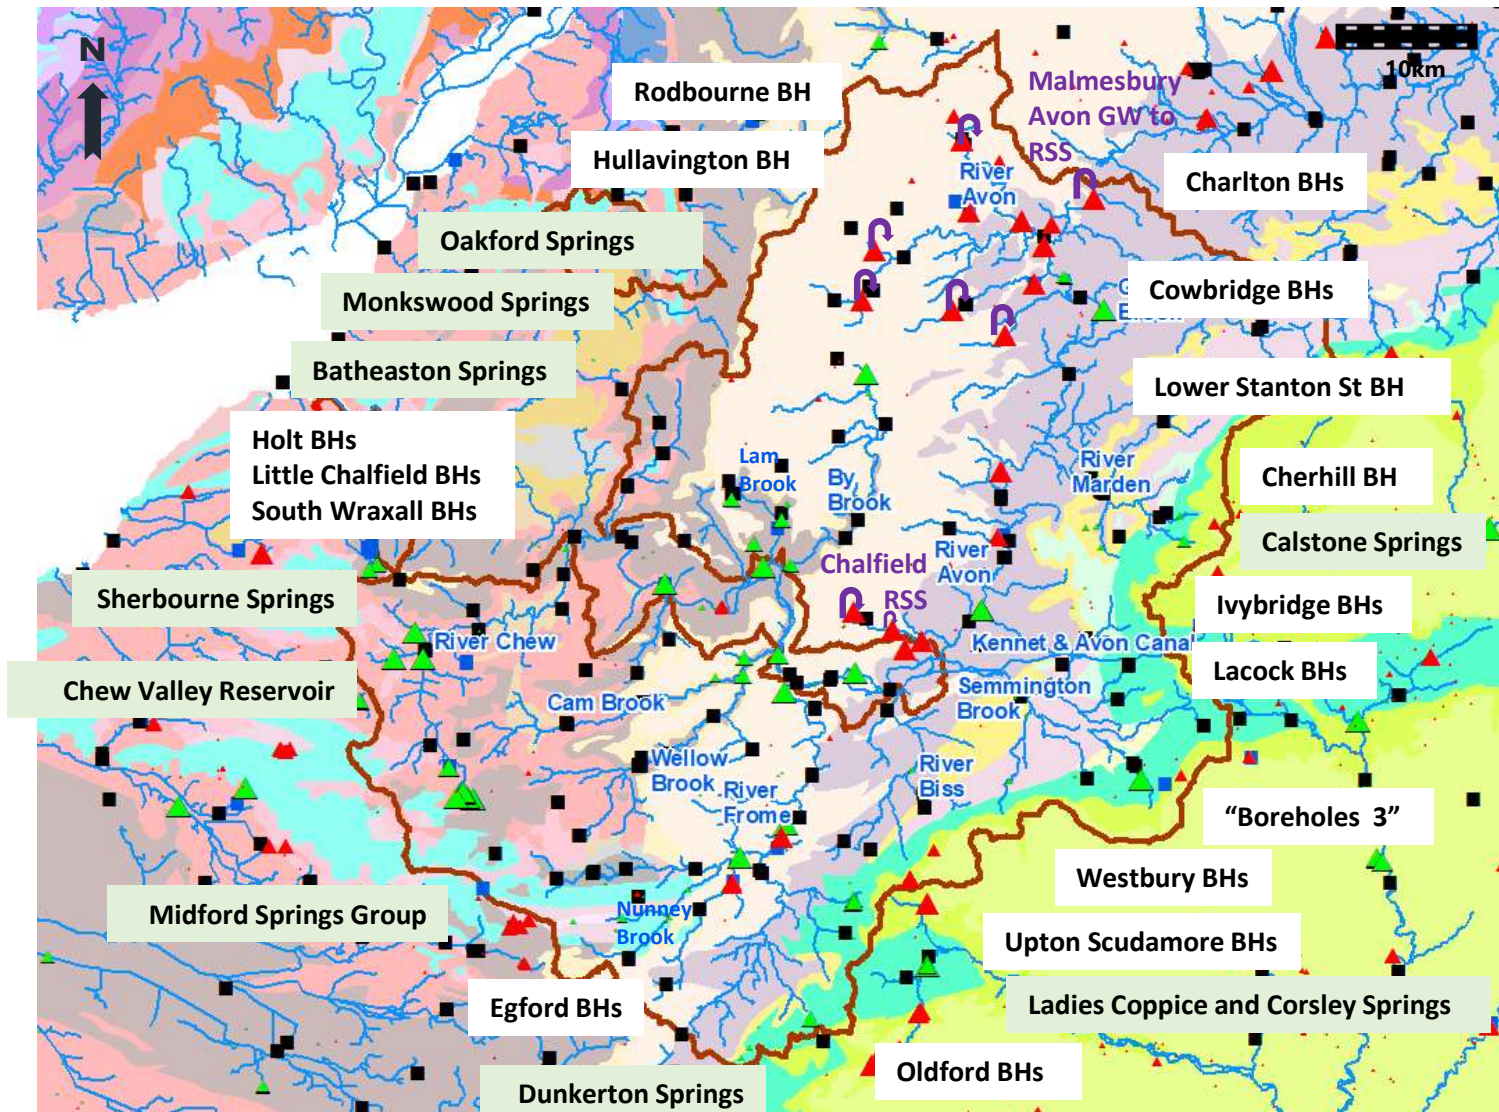 N
10km
Rodbourne BH
Malmesbury
Avon GW to
RSS
Hullavington BH
River
Avon
Charlton BHs
Oakford Springs
Monkswood Springs
Cowbridge BHs
Batheaston Springs
Lower Stanton St BH
Holt BHs
Little Chalfield BHs
South Wraxall BHs
Lam
Brook
By
Brook
River
Marden
Cherhill BH
Calstone Springs
River
Avon
Chalfield
RSS
Sherbourne Springs
Ivybridge BHs
River Chew
Kennet & Avon Canal
Lacock BHs
Chew Valley Reservoir
Cam Brook
Semmington
Brook
Wellow
Brook
River
Frome
River
Biss
“Boreholes 3”
Westbury BHs
Midford Springs Group
Nunney
Brook
Upton Scudamore BHs
Egford BHs
Ladies Coppice and Corsley Springs
Oldford BHs
Dunkerton Springs